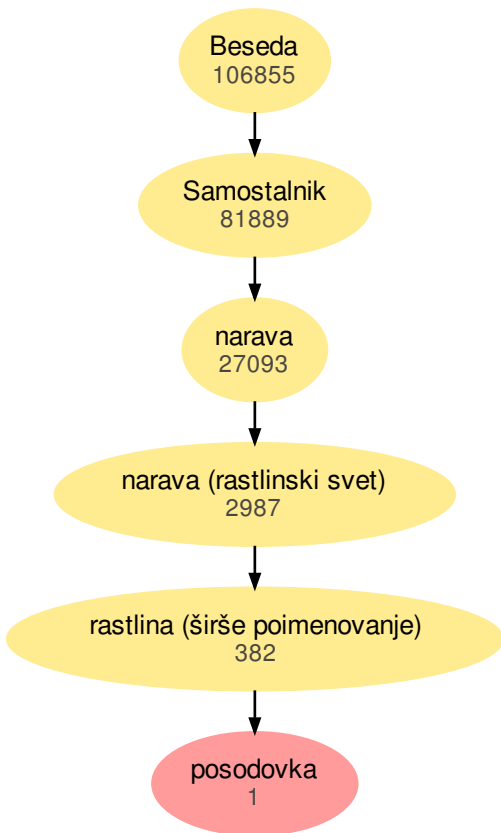 Beseda
106855
Samostalnik
81889
narava
27093
narava (rastlinski svet)
2987
rastlina (širše poimenovanje)
382
posodovka
1